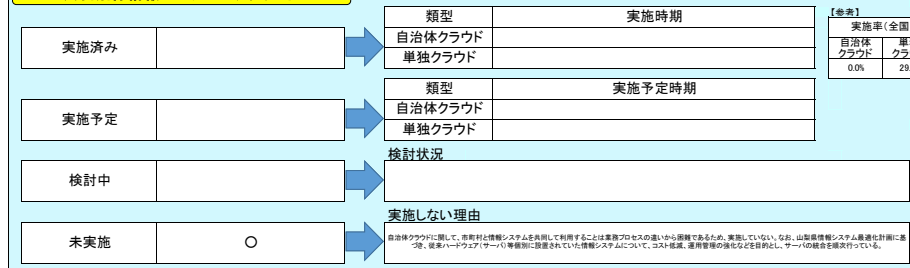 類型 実施時期
実施済み
自治体クラウド
単独クラウド
【参考】
実施率(全国
自治体クラウド
0.0% 29.
類型 実施予定時期
実施予定
自治体クラウド
単独クラウド
検討状況
検討中
実施しない理由
未実施 〇
自治体クラウドに関して、市町村と情報システムを共同して利用することは業務プロセスの違いから困難であるため、実施していない。なお、山梨県情報システム最適化計画に基
づき、従来ハードウェア(サーバ)等個別に設置されていた情報システムについて、コスト低減、運用管理の強化などを目的とし、サーバの統合を順次行っている。